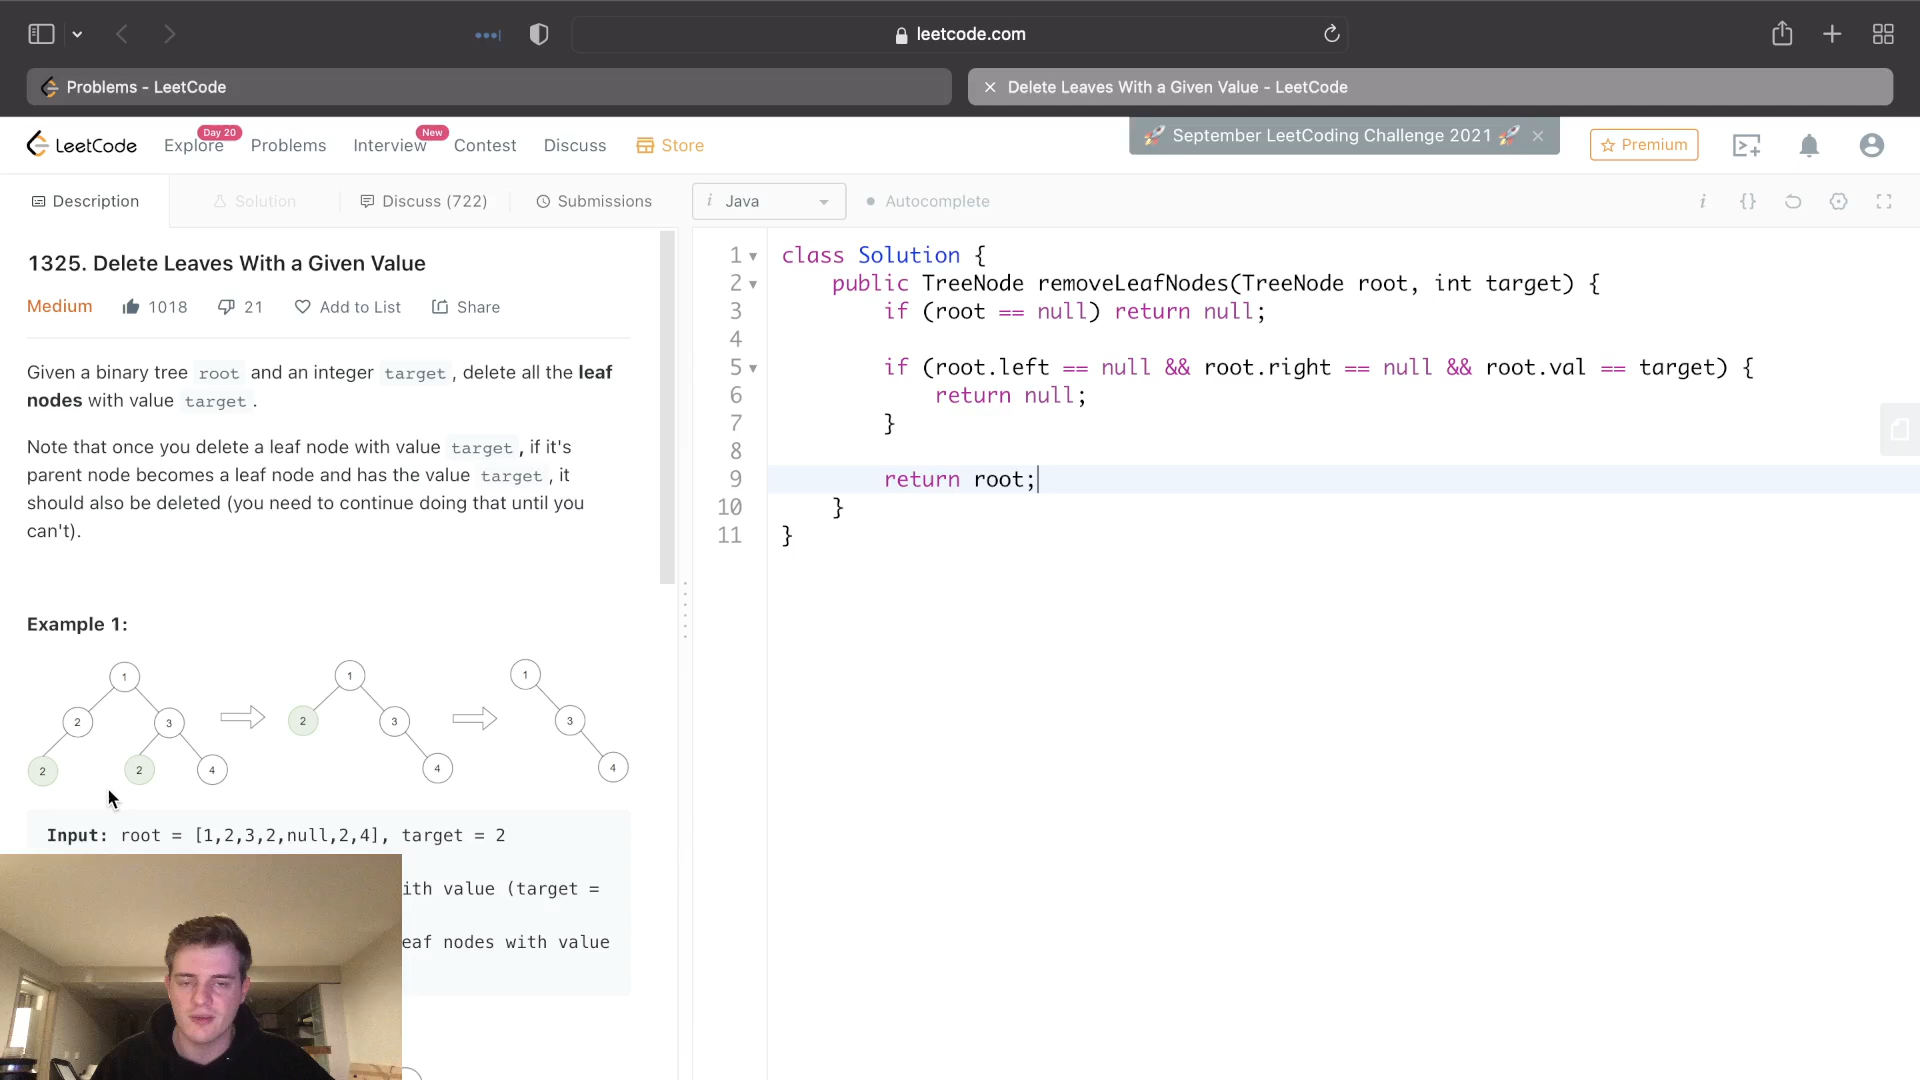 leetcode.com
Problems - LeetCode
Delete Leaves With a Given Value - LeetCode
LeetCode
Explore
Day 20
Problems
Interview
New
Contest
Discuss
Store
🚀 September LeetCoding Challenge 2021 🚀
Premium
Description
Solution
Discuss (722)
Submissions
i Java
Autocomplete
i {}
1325. Delete Leaves With a Given Value
Medium
1018
21
Add to List
Share
Given a binary tree root and an integer target, delete all the leaf
nodes with value target.
Note that once you delete a leaf node with value target, if it's
parent node becomes a leaf node and has the value target, it
should also be deleted (you need to continue doing that until you
can't).
Example 1:
1 1 1
2 3 2 3 3
2 2 4 4 4
Input: root = [1,2,3,2,null,2,4], target = 2
ith value (target =
eaf nodes with value
1 class Solution {
2 public TreeNode removeLeafNodes(TreeNode root, int target) {
3 if (root == null) return null;
4
5 if (root.left == null && root.right == null && root.val == target) {
6 return null;
7 }
8
9 return root;
10 }
11 }